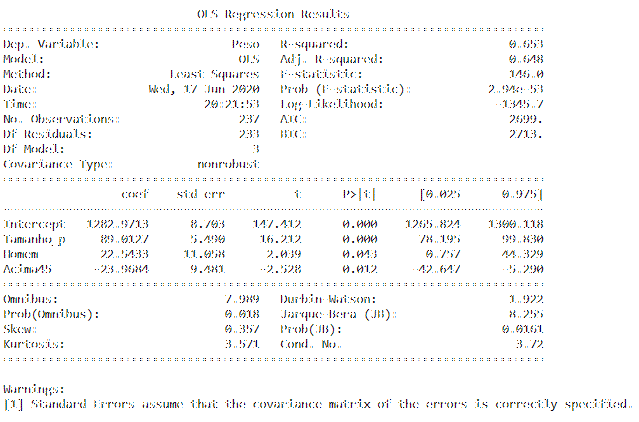 OLS Regression Results
Dep. Variable: Peso R-squared: 0.653
Model: OLS Adj. R-squared: 0.648
Method: Least Squares F-statistic: 146.0
Date: Wed, 17 Jun 2020 Prob (F-statistic): 2.94e-53
Time: 20:21:53 Log-Likelihood: -1345.7
No. Observations: 237 AIC: 2699.
Df Residuals: 233 BIC: 2713.
Df Model: 3
Covariance Type: nonrobust
coef std err t P>|t| [0.025 0.975]
Intercept 1282.9713 8.703 147.412 0.000 1265.824 1300.118
Tamanho_p 89.0127 5.490 16.212 0.000 78.195 99.830
Homem 22.5433 11.058 2.039 0.043 0.757 44.329
Acima45 -23.9684 9.481 -2.528 0.012 -42.647 -5.290
Omnibus: 7.989 Durbin-Watson: 1.922
Prob(Omnibus): 0.018 Jarque-Bera (JB): 8.255
Skew: 0.357 Prob(JB): 0.0161
Kurtosis: 3.571 Cond. No. 3.72
Warnings:
[1] Standard Errors assume that the covariance matrix of the errors is correctly specified.